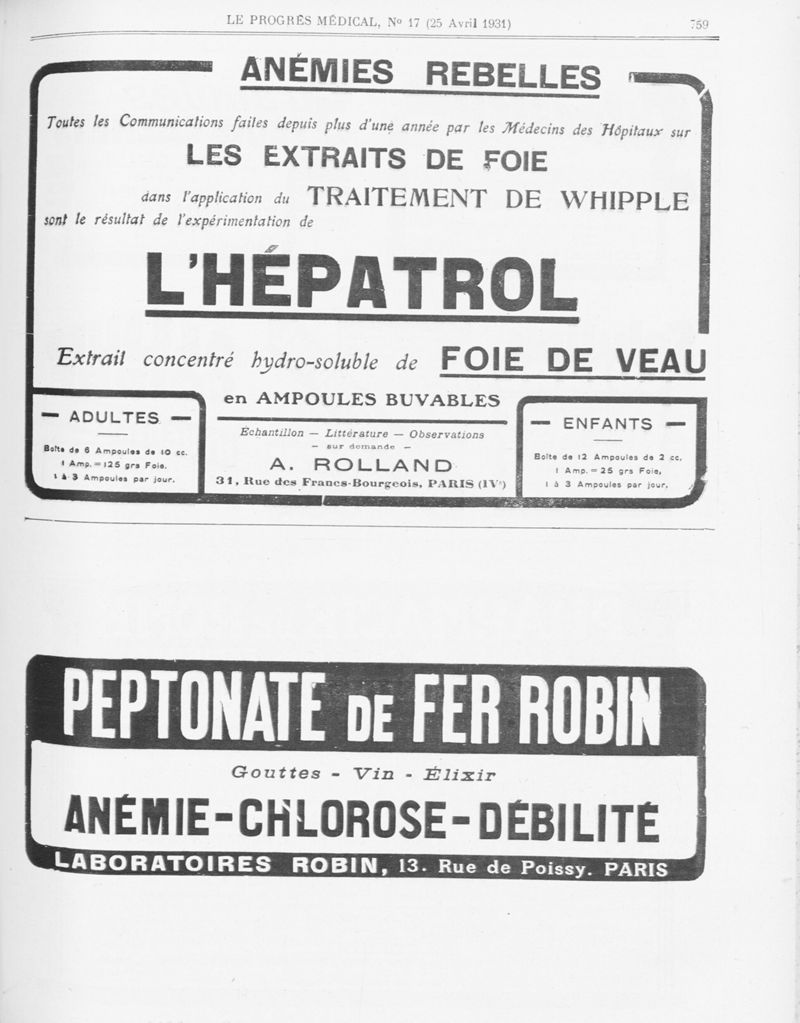 LE PROGRÈS MÉDICAL, No 17 (25 Avril 1931) 759
ANÉMIES REBELLES
Toutes les Communications faites depuis plus d'une année par les Médecins des Hôpitaux sur
LES EXTRAITS DE FOIE
dans l'application du TRAITEMENT DE WHIPPLE
sont le résultat de l'expérimentation de
L'HÉPATROL
Extrait concentré hydro-soluble de FOIE DE VEAU
en AMPOULES BUVABLES
— ADULTES —
Boîte de 6 Ampoules de 10 cc.
1 Amp. = 125 grs Foie.
1 à 3 Ampoules par jour.
Echantillon — Littérature — Observations
— sur demande —
A. ROLLAND
31, Rue des Francs-Bourgeois, PARIS (IVe)
— ENFANTS —
Boîte de 12 Ampoules de 2 cc.
1 Amp. = 25 grs Foie.
1 à 3 Ampoules par jour.
PEPTONATE DE FER ROBIN
Gouttes - Vin - Élixir
ANÉMIE-CHLOROSE-DÉBILITÉ
LABORATOIRES ROBIN, 13. Rue de Poissy. PARIS